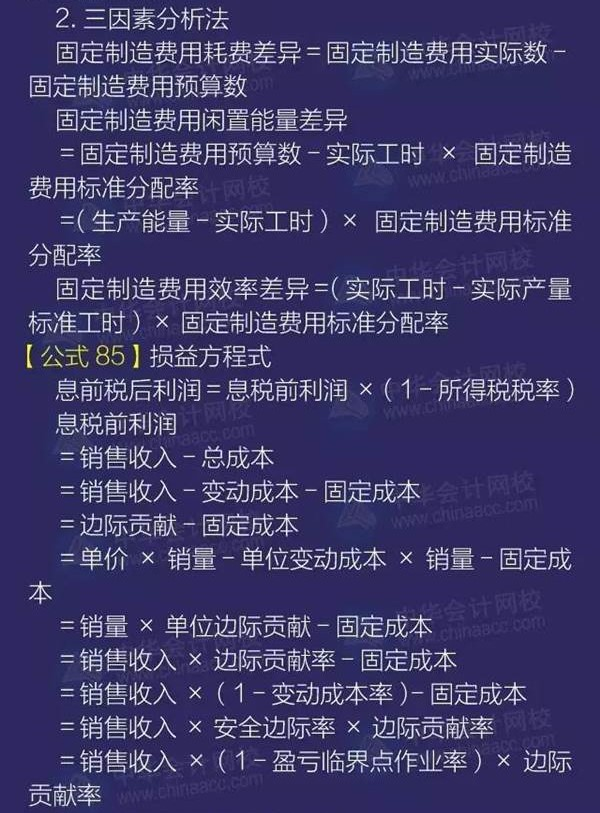 2.三因素分析法
固定制造费用耗费差异=固定制造费用实际数-
固定制造费用预算数
固定制造费用闲置能量差异
=固定制造费用预算数-实际工时 × 固定制造
费用标准分配率
=(生产能量-实际工时)× 固定制造费用标准
分配率
固定制造费用效率差异=(实际工时-实际产量
标准工时)×固定制造费用标准分配率
【公式 85】损益方程式
息前税后利润=息税前利润 ×(1-所得税税率)
息税前利润
=销售收入-总成本
=销售收入-变动成本-固定成本
=边际贡献-固定成本
=单价 × 销量-单位变动成本 × 销量-固定成
本
=销量 × 单位边际贡献-固定成本
=销售收入 × 边际贡献率-固定成本
=销售收入 ×(1-变动成本率)-固定成本
=销售收入 × 安全边际率 × 边际贡献率
=销售收入 ×(1-盈亏临界点作业率)× 边际
贡献率
中华会计网校
www.chinaacc.com